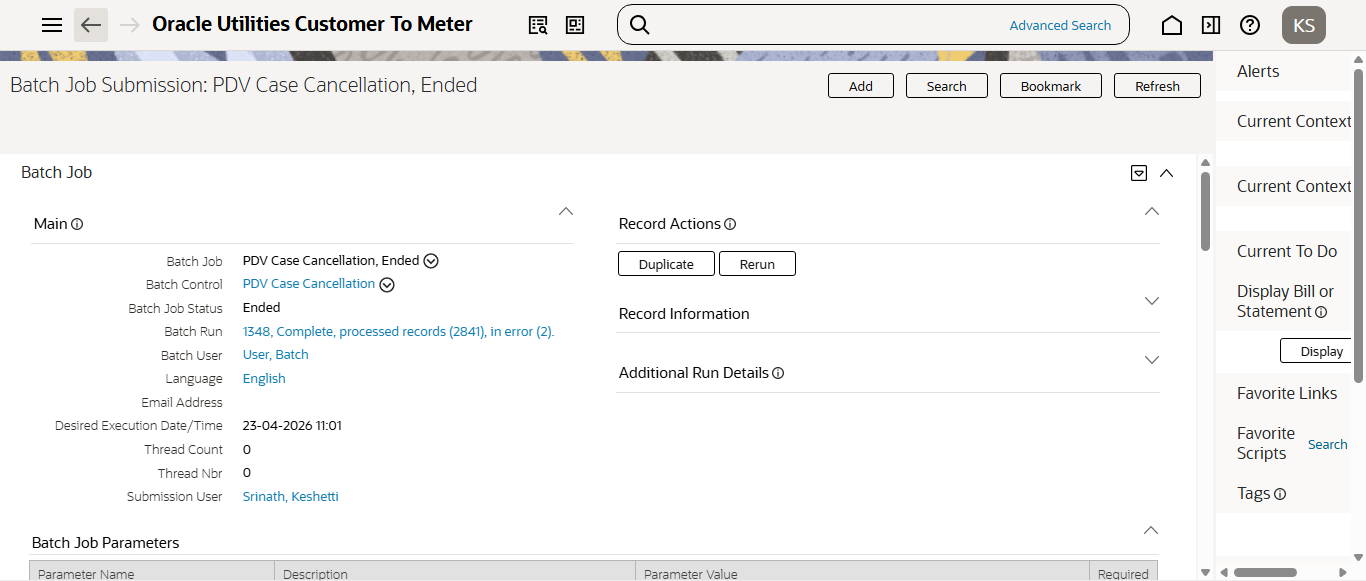 Oracle Utilities Customer To Meter
Advanced Search
KS
Batch Job Submission: PDV Case Cancellation, Ended
Add
Search
Bookmark
Refresh
Batch Job
Main
Batch Job PDV Case Cancellation, Ended
Batch Control PDV Case Cancellation
Batch Job Status Ended
Batch Run 1348, Complete, processed records (2841), in error (2).
Batch User User, Batch
Language English
Email Address
Desired Execution Date/Time 23-04-2026 11:01
Thread Count 0
Thread Nbr 0
Submission User Srinath, Keshetti
Record Actions
Duplicate
Rerun
Record Information
Additional Run Details
Batch Job Parameters
Parameter Name Description Parameter Value Required
Alerts
Current Context
Current Context
Current To Do
Display Bill or
Statement
Display
Favorite Links
Favorite
Scripts
Search
Tags